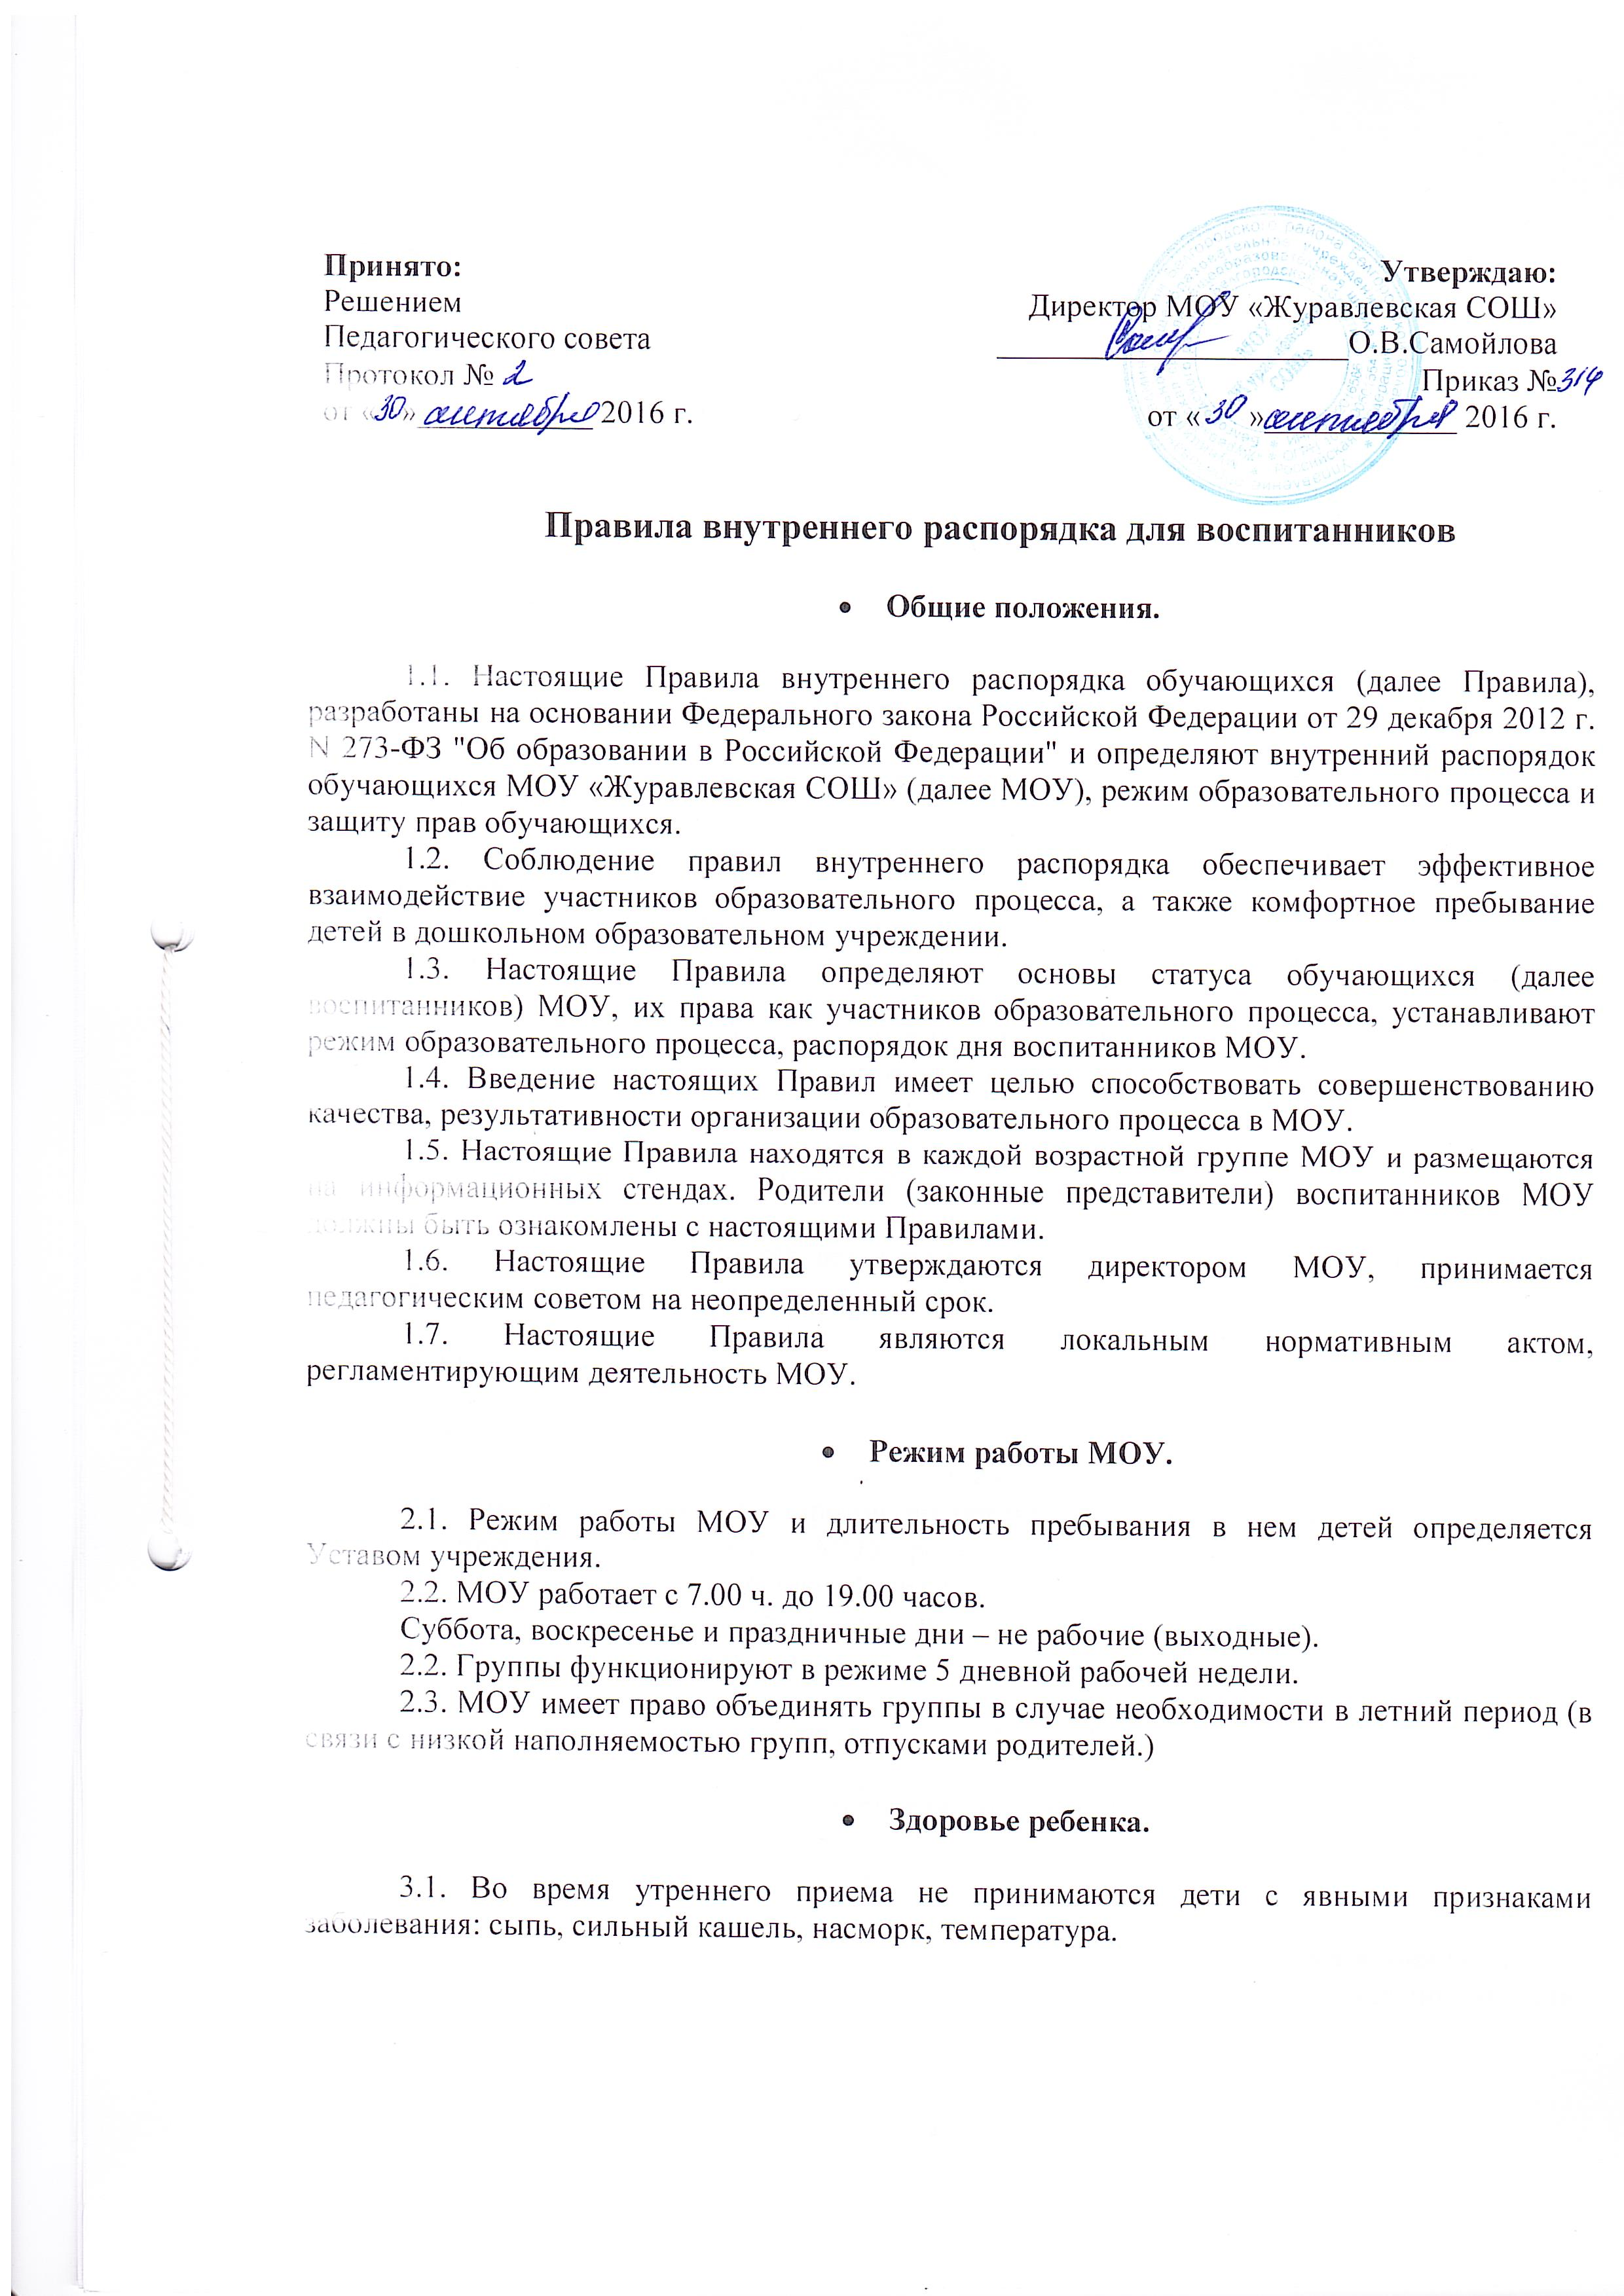 Принято:
Решением
Педагогического совета
Протокол № 2
от «30» сентября 2016 г.
Утверждаю:
Директор МОУ «Журавлевская СОШ»
О.В.Самойлова
Приказ №314
от « 30 » сентября 2016 г.
Правила внутреннего распорядка для воспитанников
• Общие положения.
1.1. Настоящие Правила внутреннего распорядка обучающихся (далее Правила),
разработаны на основании Федерального закона Российской Федерации от 29 декабря 2012 г.
N 273-ФЗ "Об образовании в Российской Федерации" и определяют внутренний распорядок
обучающихся МОУ «Журавлевская СОШ» (далее МОУ), режим образовательного процесса и
защиту прав обучающихся.
1.2. Соблюдение правил внутреннего распорядка обеспечивает эффективное
взаимодействие участников образовательного процесса, а также комфортное пребывание
детей в дошкольном образовательном учреждении.
1.3. Настоящие Правила определяют основы статуса обучающихся (далее
воспитанников) МОУ, их права как участников образовательного процесса, устанавливают
режим образовательного процесса, распорядок дня воспитанников МОУ.
1.4. Введение настоящих Правил имеет целью способствовать совершенствованию
качества, результативности организации образовательного процесса в МОУ.
1.5. Настоящие Правила находятся в каждой возрастной группе МОУ и размещаются
на информационных стендах. Родители (законные представители) воспитанников МОУ
должны быть ознакомлены с настоящими Правилами.
1.6. Настоящие Правила утверждаются директором МОУ, принимается
педагогическим советом на неопределенный срок.
1.7. Настоящие Правила являются локальным нормативным актом,
регламентирующим деятельность МОУ.
• Режим работы МОУ.
2.1. Режим работы МОУ и длительность пребывания в нем детей определяется
Уставом учреждения.
2.2. МОУ работает с 7.00 ч. до 19.00 часов.
Суббота, воскресенье и праздничные дни – не рабочие (выходные).
2.2. Группы функционируют в режиме 5 дневной рабочей недели.
2.3. МОУ имеет право объединять группы в случае необходимости в летний период (в
связи с низкой наполняемостью групп, отпусками родителей.)
• Здоровье ребенка.
3.1. Во время утреннего приема не принимаются дети с явными признаками
заболевания: сыпь, сильный кашель, насморк, температура.